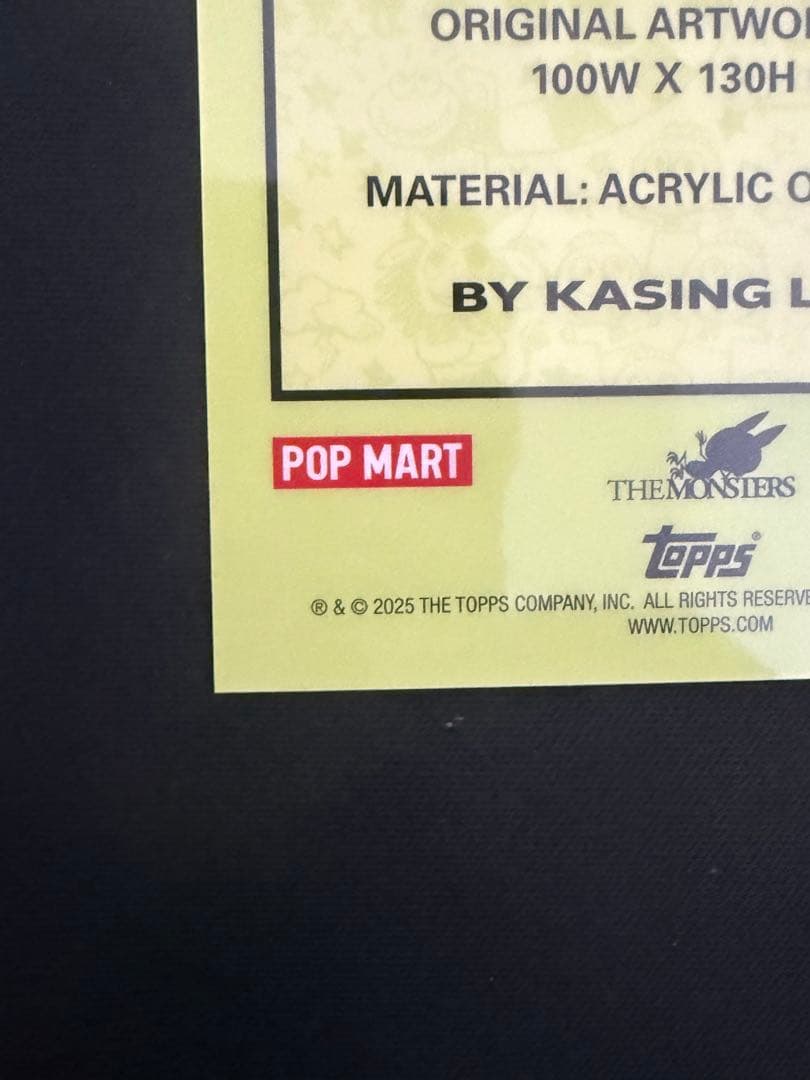 ORIGINAL
100W X 130H
MATERIAL: ACRYLIC
BY KASING
POP MART
THE MONSTERS
topps®
® & © 2025 THE TOPPS COMPANY, INC. ALL RIGHTS
WWW.TOPPS.COM